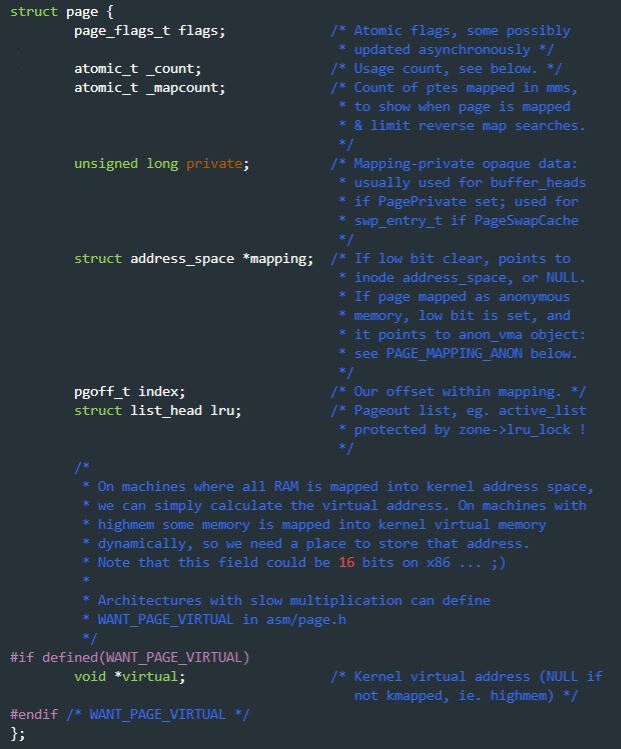 struct page {
page_flags_t flags; /* Atomic flags, some possibly
* updated asynchronously */
atomic_t _count; /* Usage count, see below. */
atomic_t _mapcount; /* Count of ptes mapped in mms,
* to show when page is mapped
* & limit reverse map searches.
*/
unsigned long private; /* Mapping-private opaque data:
* usually used for buffer_heads
* if PagePrivate set; used for
* swp_entry_t if PageSwapCache
*/
struct address_space *mapping; /* If low bit clear, points to
* inode address_space, or NULL.
* If page mapped as anonymous
* memory, low bit is set, and
* it points to anon_vma object:
* see PAGE_MAPPING_ANON below.
*/
pgoff_t index; /* Our offset within mapping. */
struct list_head lru; /* Pageout list, eg. active_list
* protected by zone->lru_lock !
*/
/*
* On machines where all RAM is mapped into kernel address space,
* we can simply calculate the virtual address. On machines with
* highmem some memory is mapped into kernel virtual memory
* dynamically, so we need a place to store that address.
* Note that this field could be 16 bits on x86 ... ;)
*
* Architectures with slow multiplication can define
* WANT_PAGE_VIRTUAL in asm/page.h
*/
#if defined(WANT_PAGE_VIRTUAL)
void *virtual; /* Kernel virtual address (NULL if
not kmapped, ie. highmem) */
#endif /* WANT_PAGE_VIRTUAL */
};